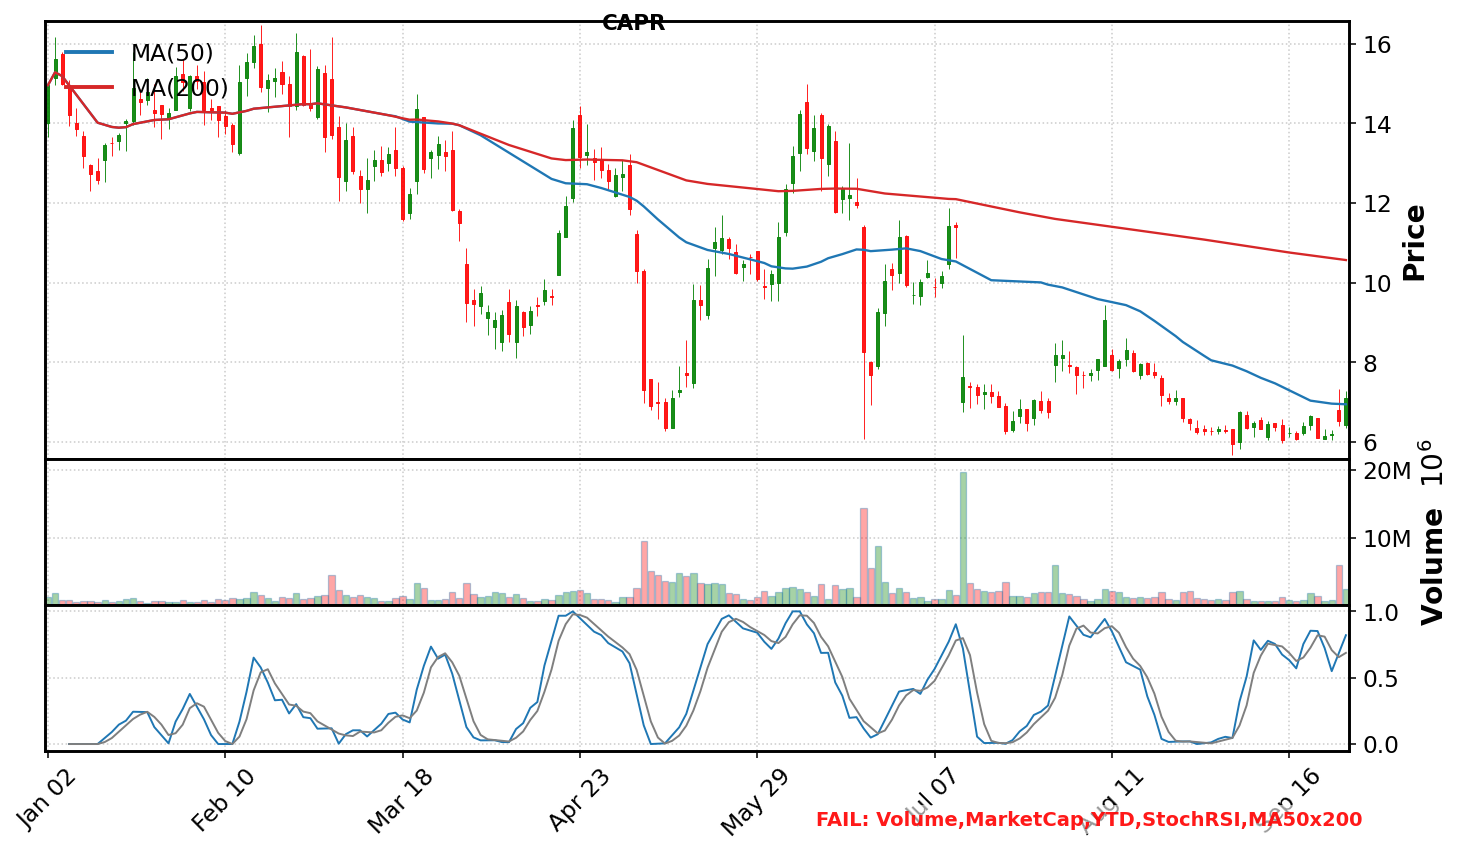 CAPR
MA(50)
MA(200)
16
14
12
10
8
6
Price
20M
10M
Volume 10^6
1.0
0.5
0.0
Jan 02
Feb 10
Mar 18
Apr 23
May 29
Jul 07
Aug 11
Sep 16
FAIL: Volume,MarketCap,YTD,StochRSI,MA50x200